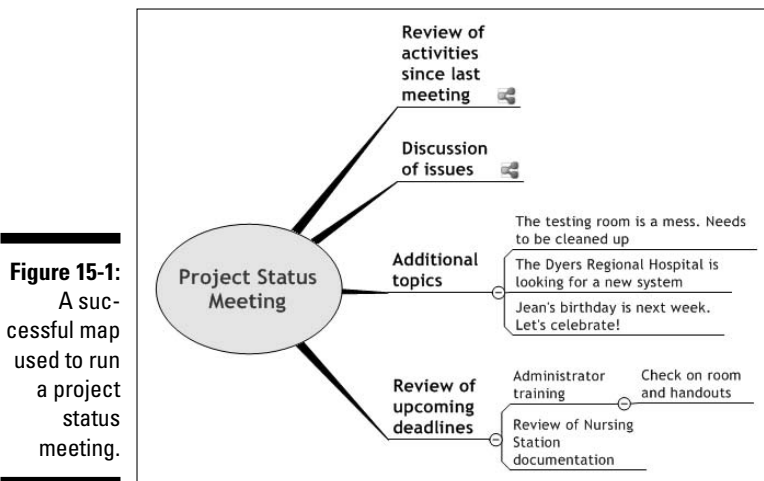 Figure 15-1:
A suc-
cessful map
used to run
a project
status
meeting.
Project Status
Meeting
Review of
activities
since last
meeting
Discussion
of issues
Additional
topics
The testing room is a mess. Needs
to be cleaned up
The Dyers Regional Hospital is
looking for a new system
Jean's birthday is next week.
Let's celebrate!
Review of
upcoming
deadlines
Administrator
training
Check on room
and handouts
Review of Nursing
Station
documentation